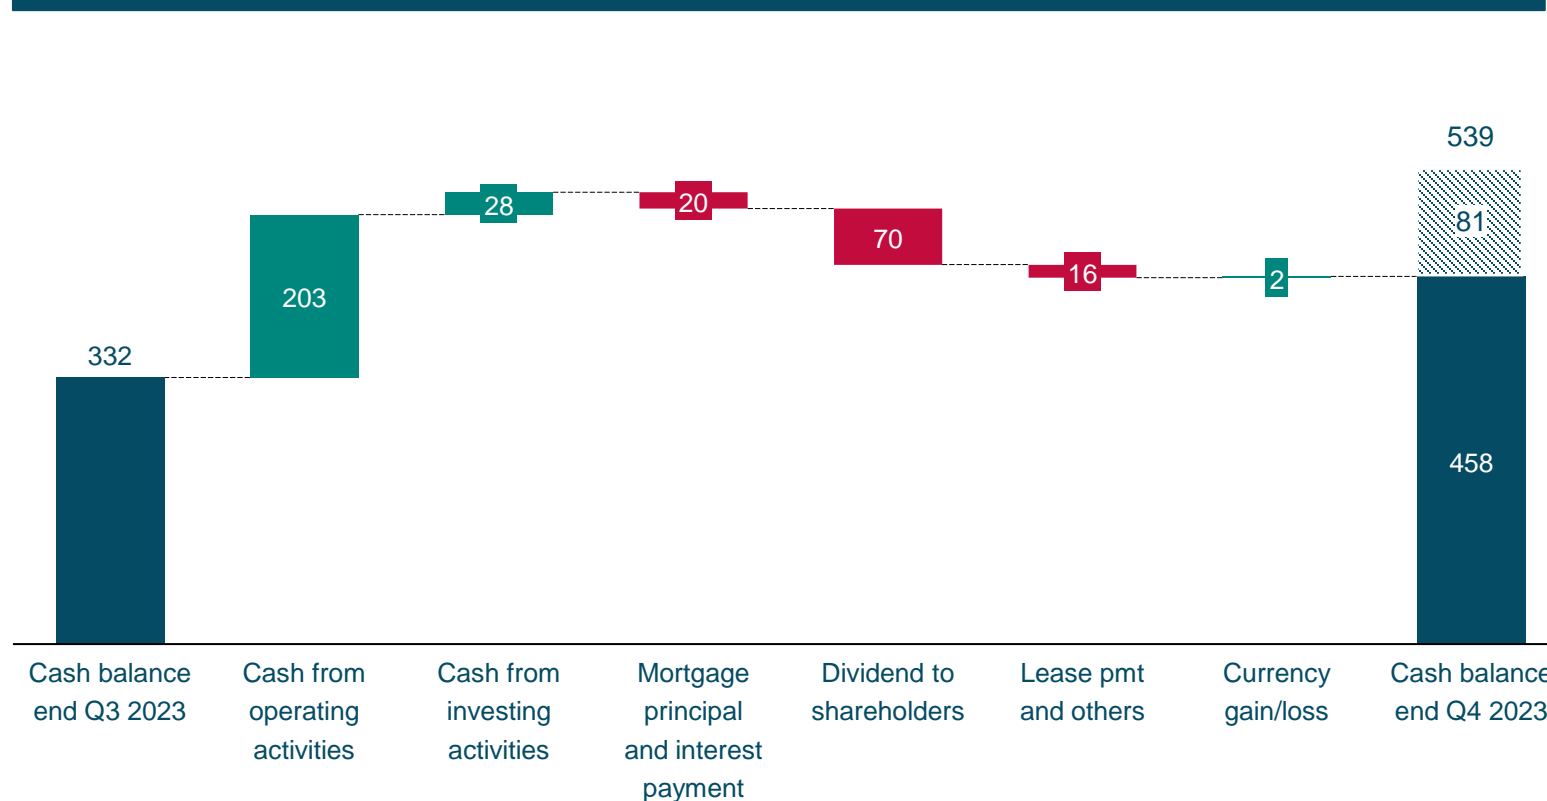 539
81
28
20
70
203
16
2
332
458
Cash balance
end Q3 2023
Cash from
operating
activities
Cash from
investing
activities
Mortgage
principal
and interest
payment
Dividend to
shareholders
Lease pmt
and others
Currency
gain/loss
Cash balance
end Q4 2023